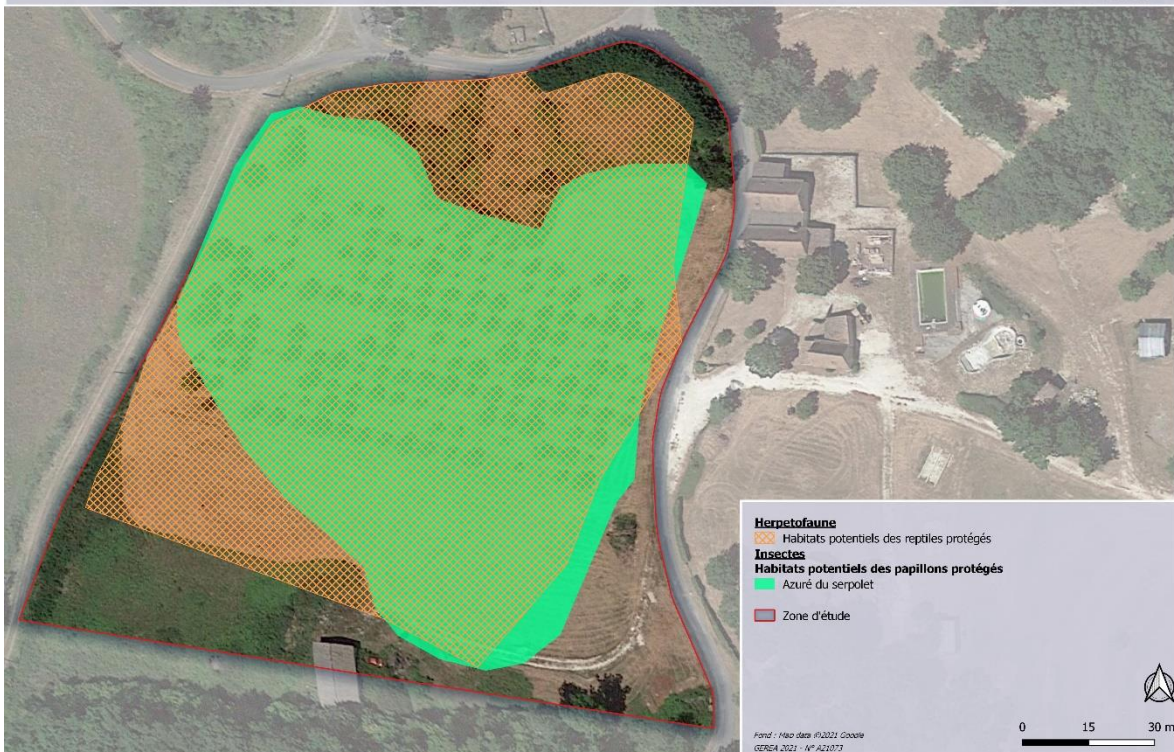 Herpetofaune
Habitats potentiels des reptiles protégés
Insectes
Habitats potentiels des papillons protégés
Azuré du serpolet
Zone d'étude
Fond : Map data ©2021 Google
GEREA 2021 - N° A21073
0 15 30 m